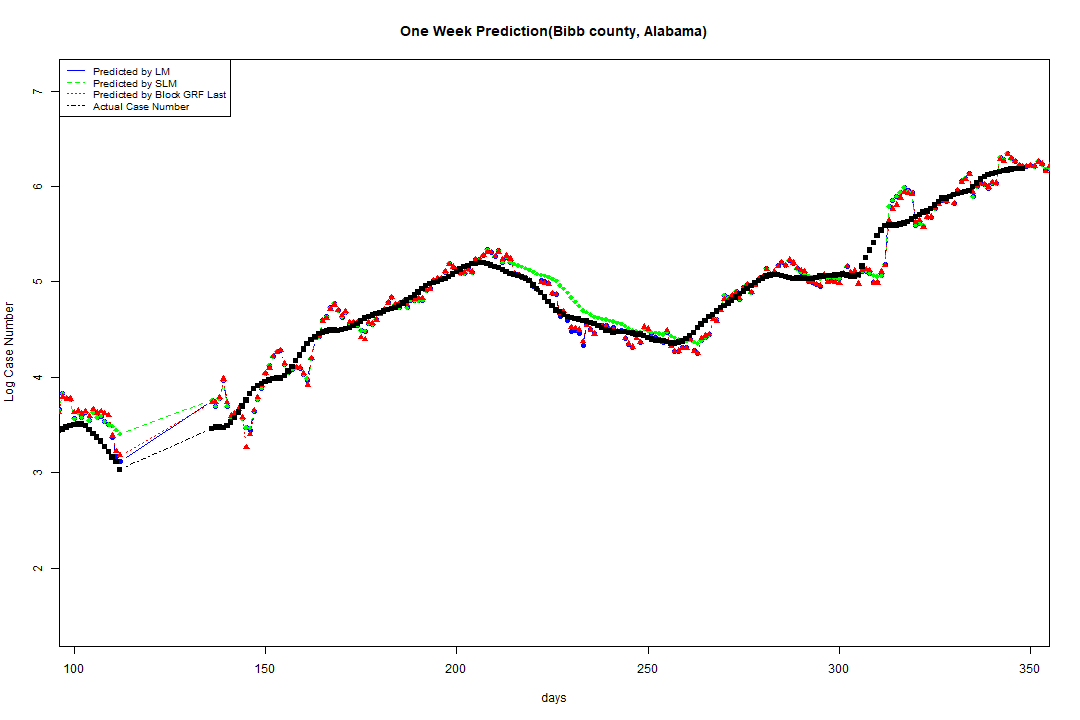 One Week Prediction(Bibb county, Alabama)
Predicted by LM
Predicted by SLM
Predicted by Block GRF Last
Actual Case Number
7
6
5
4
3
2
Log Case Number
100 150 200 250 300 350
days